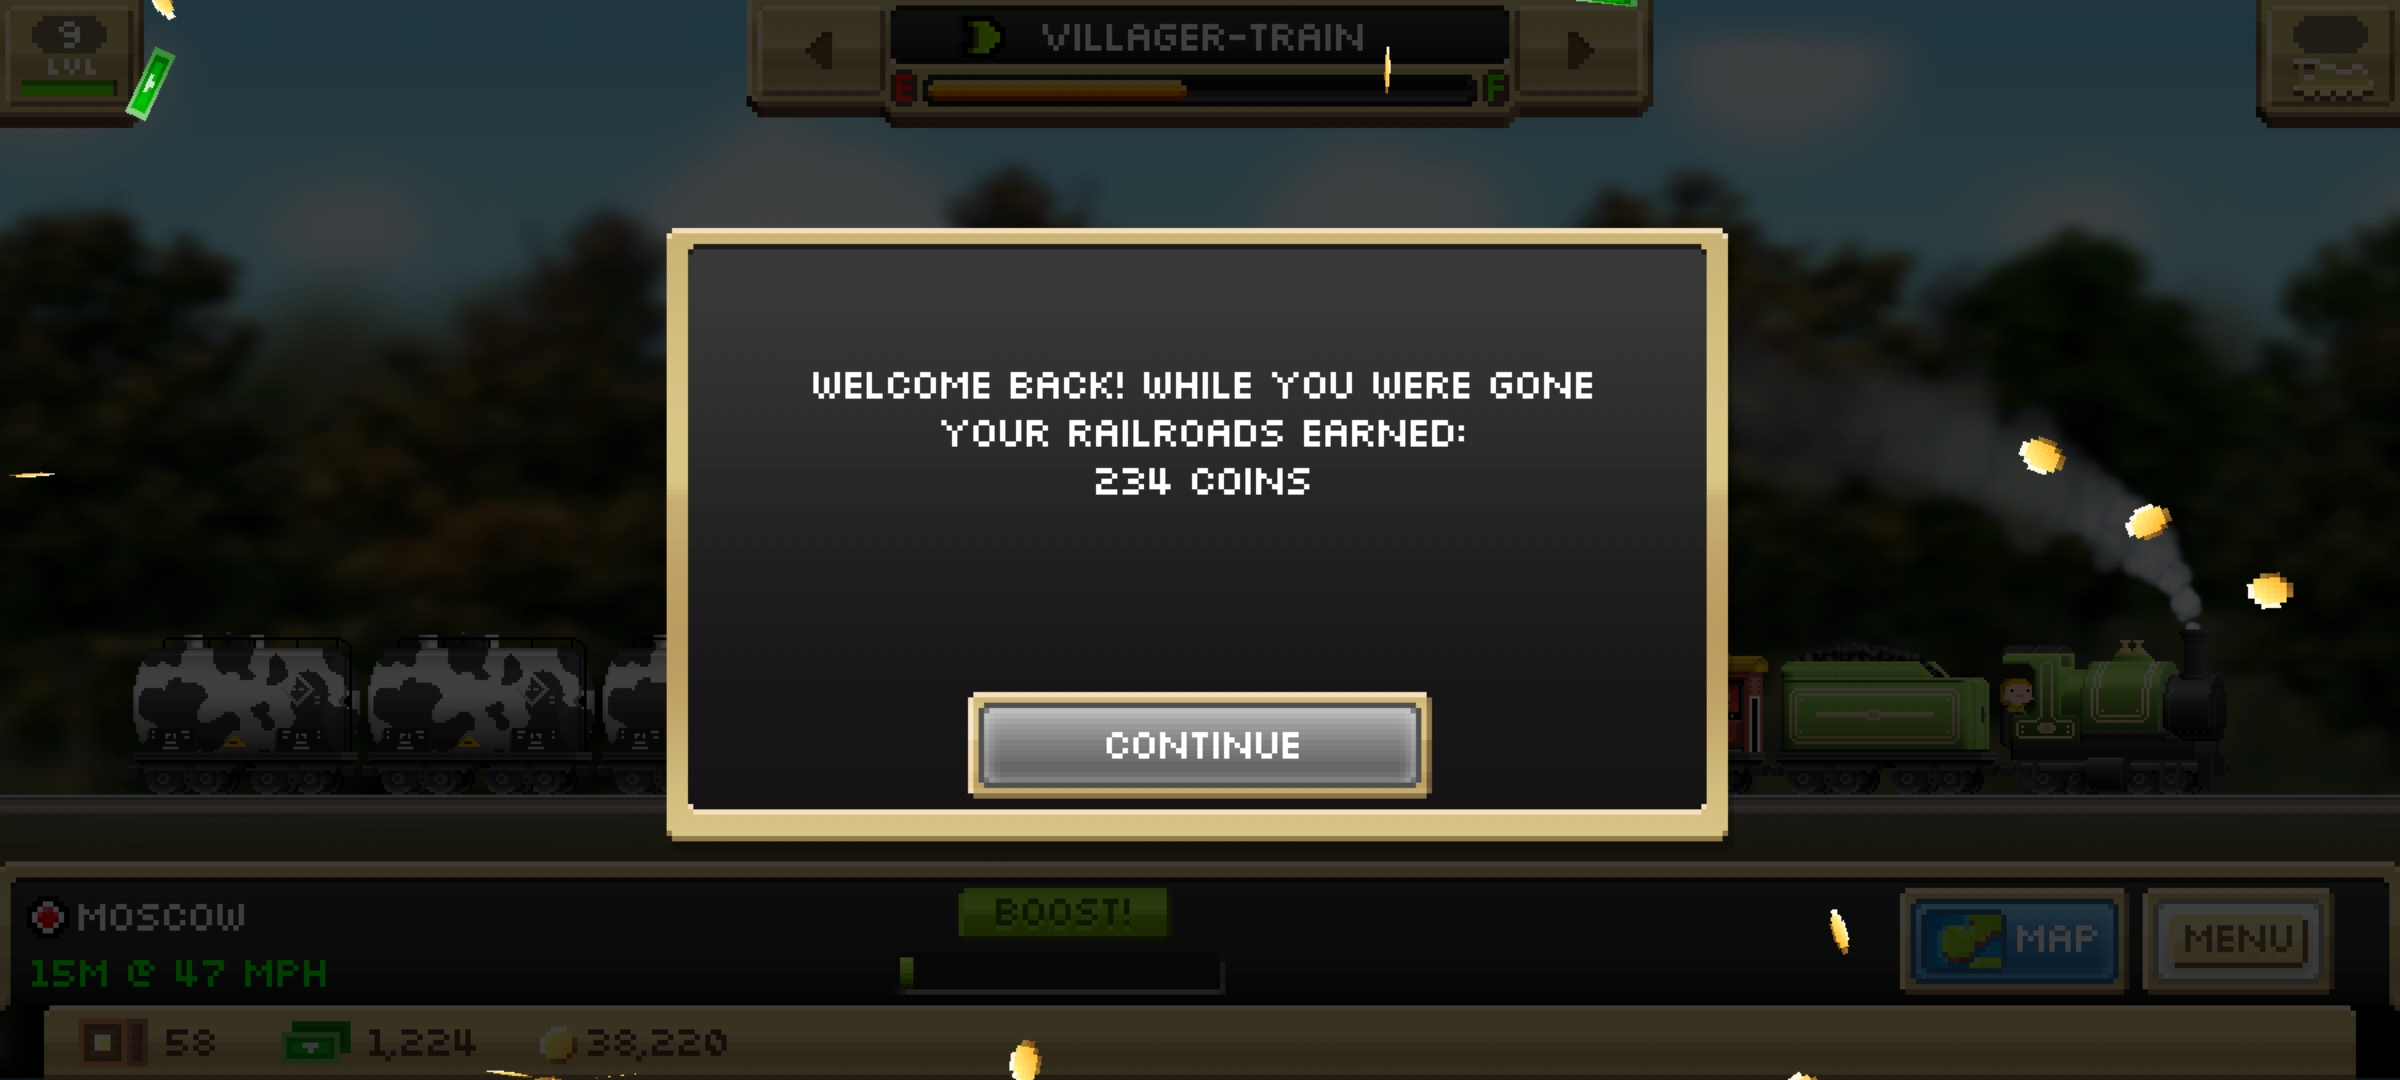 9
LVL
VILLAGER-TRAIN
E F
WELCOME BACK! WHILE YOU WERE GONE
YOUR RAILROADS EARNED:
234 COINS
CONTINUE
MOSCOW
15M @ 47 MPH
BOOST!
MAP
MENU
58 1,224 38,220